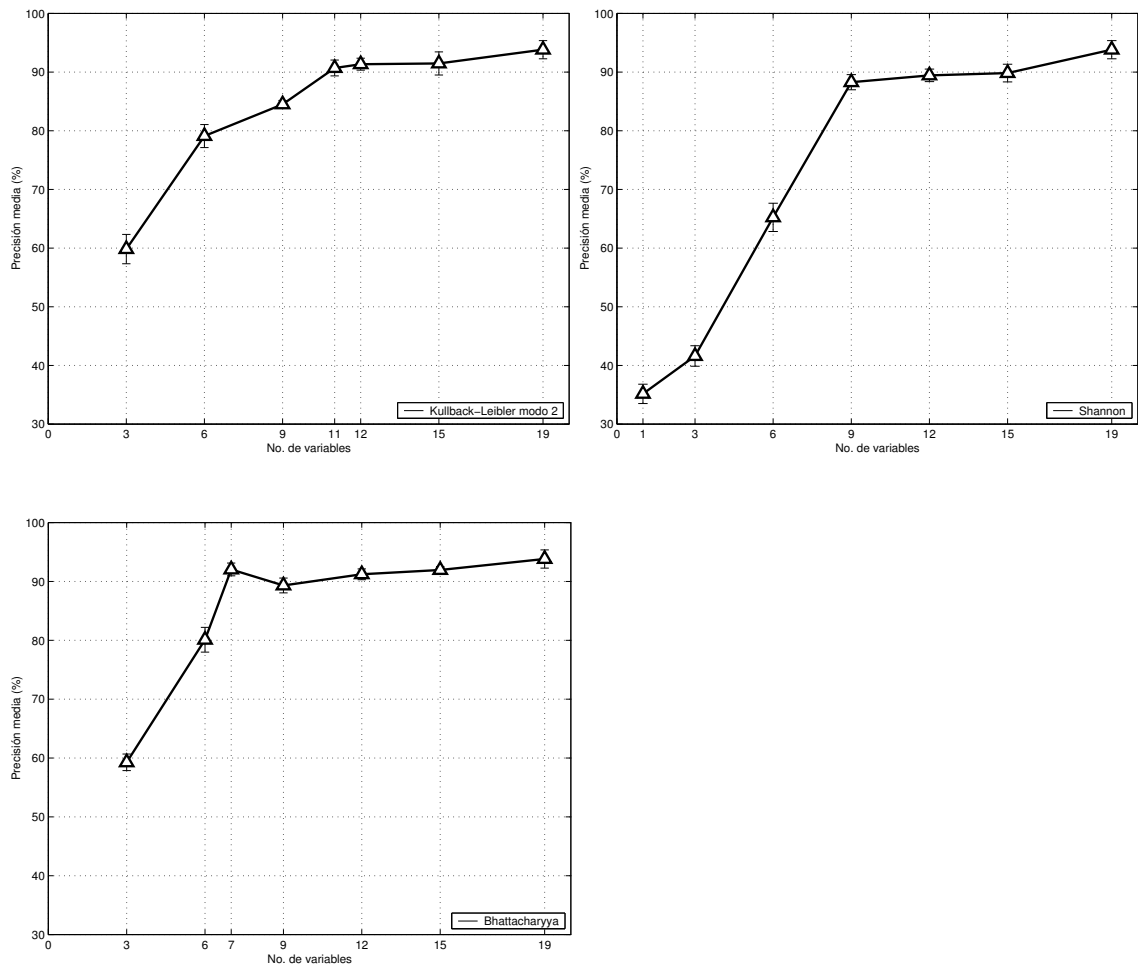 100
90
80
70
60
50
40
30
Precisión media (%)
0 3 6 9 11 12 15 19
No. de variables
Kullback−Leibler modo 2
100
90
80
70
60
50
40
30
Precisión media (%)
0 1 3 6 9 12 15 19
No. de variables
Shannon
100
90
80
70
60
50
40
30
Precisión media (%)
0 3 6 7 9 12 15 19
No. de variables
Bhattacharyya